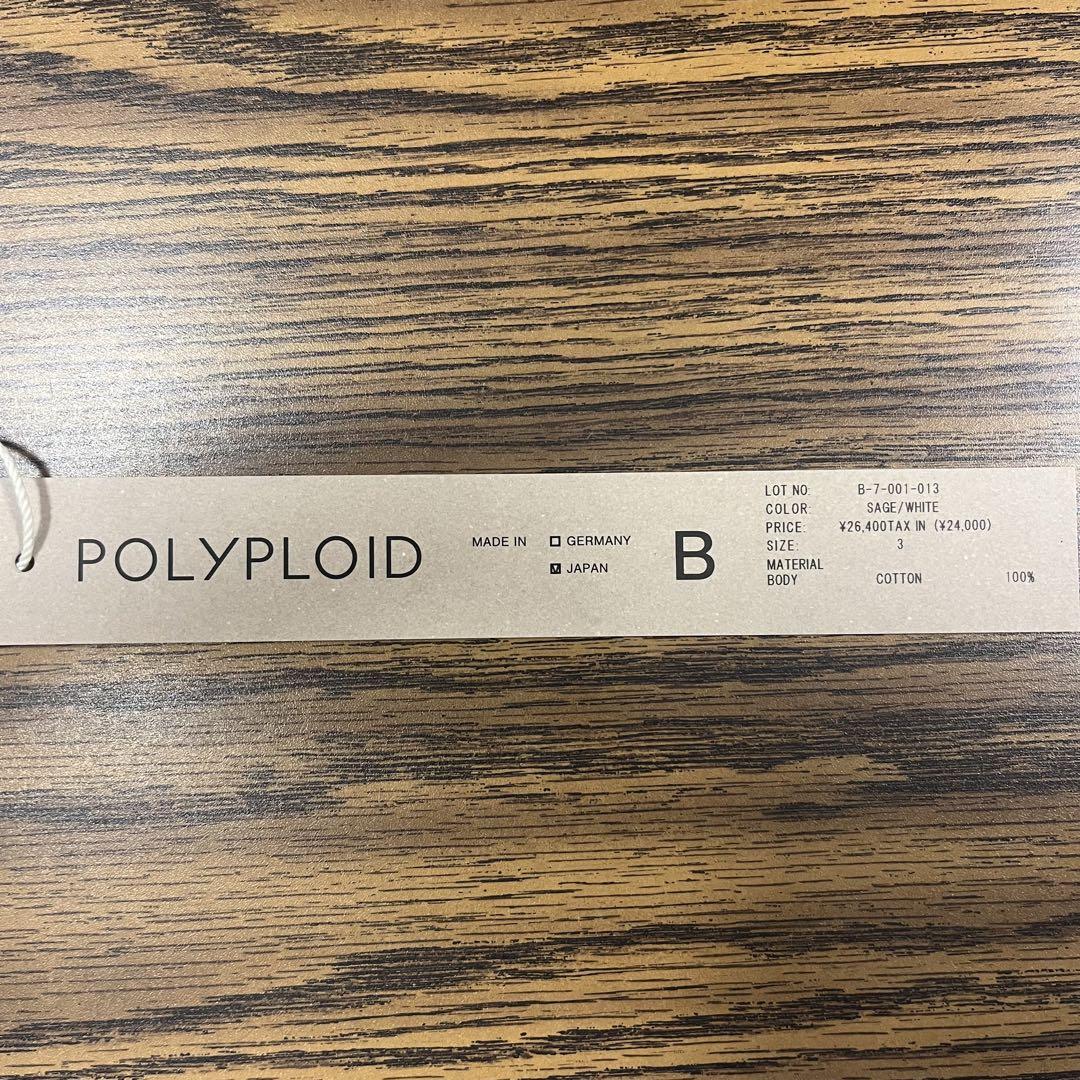 POLYPLOID
MADE IN ☐ GERMANY
☑ JAPAN
B
LOT NO: B-7-001-013
COLOR: SAGE/WHITE
PRICE: ¥26,400TAX IN (¥24,000)
SIZE: 3
MATERIAL
BODY COTTON 100%